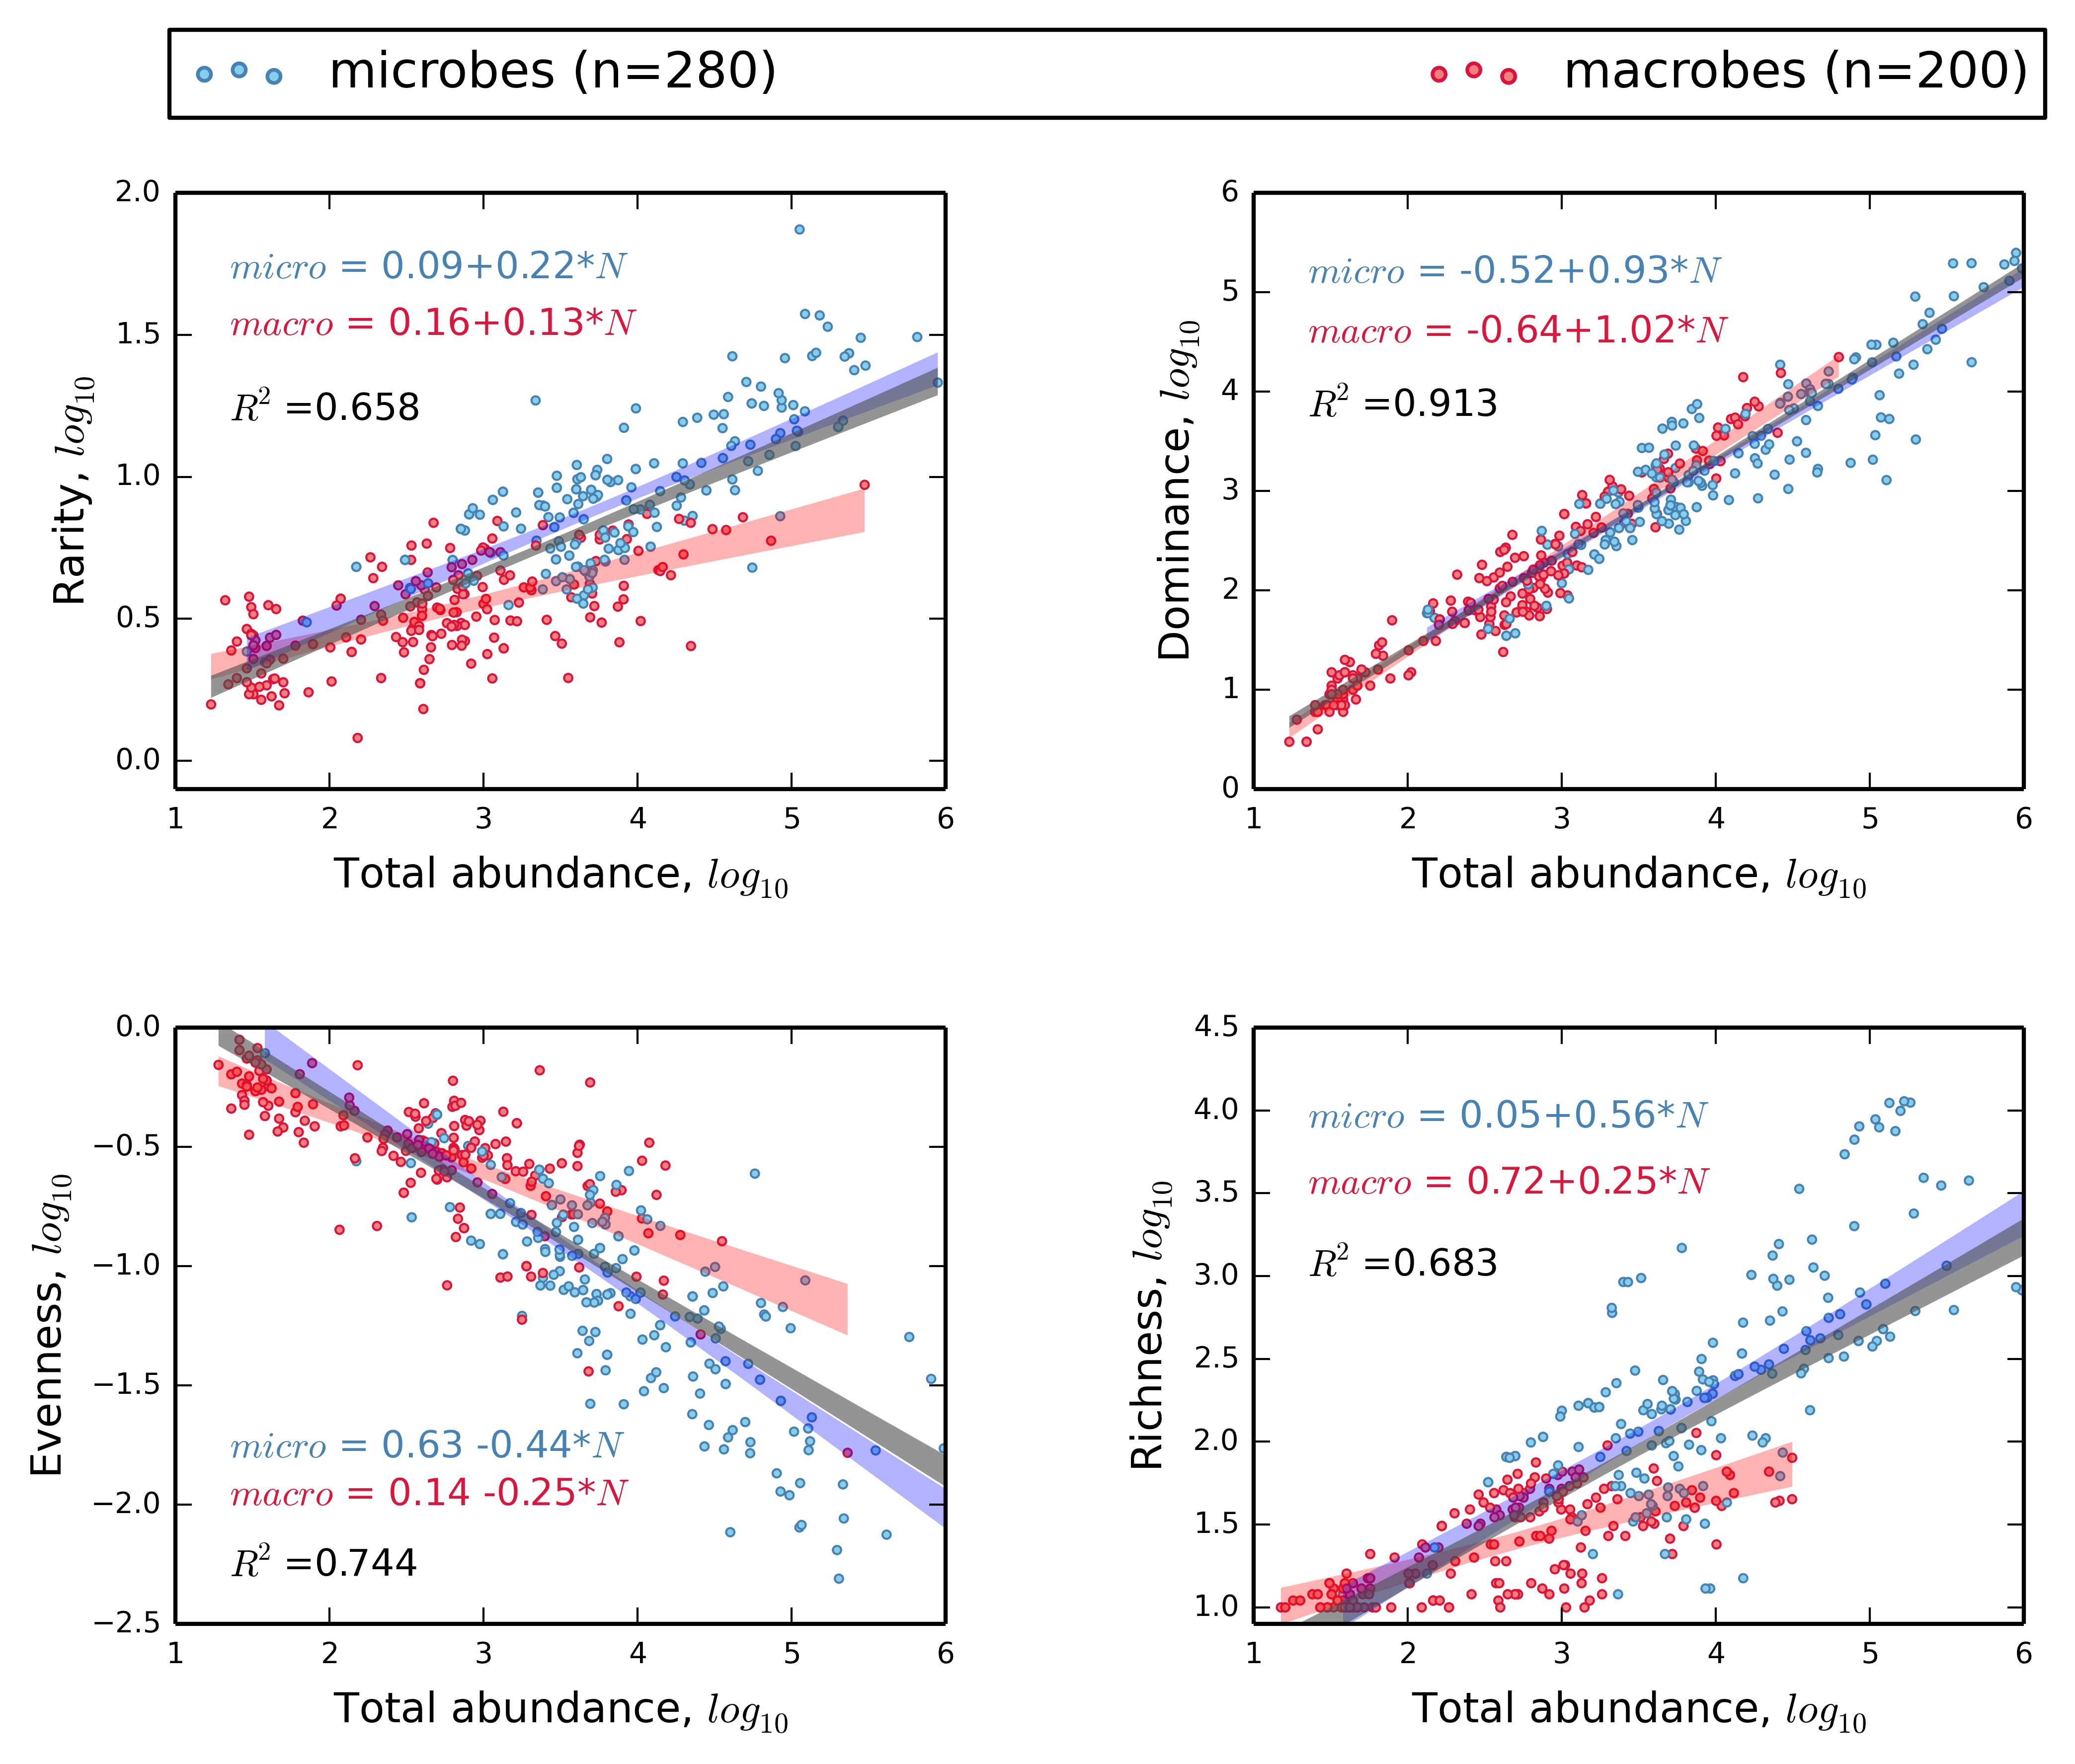 microbes (n=280)
macrobes (n=200)
2.0
1.5
1.0
0.5
0.0
Rarity, log10
micro = 0.09+0.22*N
macro = 0.16+0.13*N
R² =0.658
1 2 3 4 5 6
Total abundance, log10
6
5
4
3
2
1
0
Dominance, log10
micro = -0.52+0.93*N
macro = -0.64+1.02*N
R² =0.913
1 2 3 4 5 6
Total abundance, log10
0.0
−0.5
−1.0
−1.5
−2.0
−2.5
Evenness, log10
micro = 0.63 -0.44*N
macro = 0.14 -0.25*N
R² =0.744
1 2 3 4 5 6
Total abundance, log10
4.5
4.0
3.5
3.0
2.5
2.0
1.5
1.0
Richness, log10
micro = 0.05+0.56*N
macro = 0.72+0.25*N
R² =0.683
1 2 3 4 5 6
Total abundance, log10